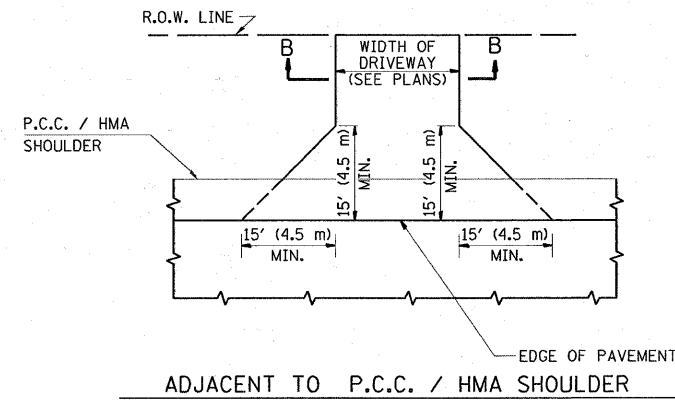 R.O.W. LINE
B
WIDTH OF
DRIVEWAY
(SEE PLANS)
B
P.C.C. / HMA
SHOULDER
15' (4.5 m)
MIN.
15' (4.5 m)
MIN.
15' (4.5 m)
MIN.
15' (4.5 m)
MIN.
EDGE OF PAVEMENT
ADJACENT TO P.C.C. / HMA SHOULDER